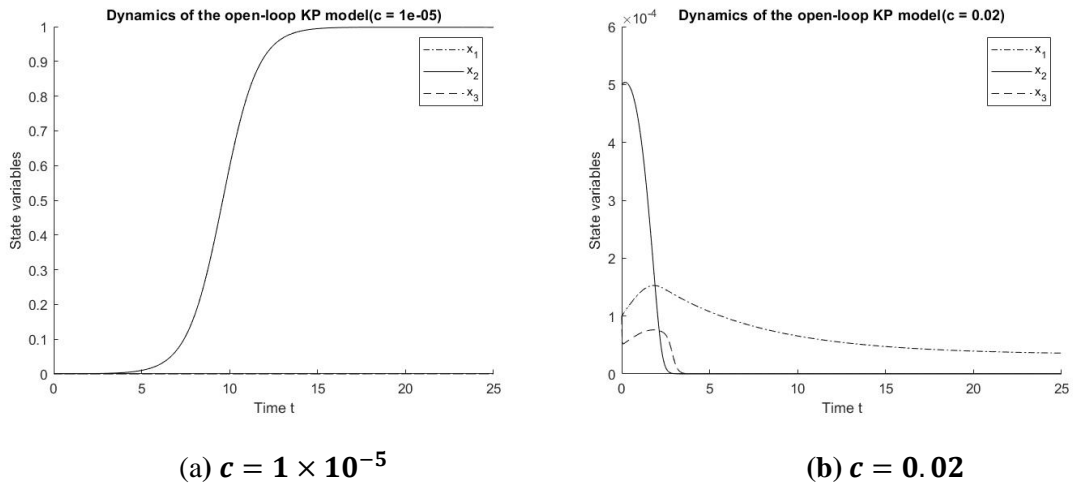 Dynamics of the open-loop KP model(c = 1e-05)
State variables
1
0.9
0.8
0.7
0.6
0.5
0.4
0.3
0.2
0.1
0
0 5 10 15 20 25
Time t
x1
x2
x3
(a) c = 1 × 10⁻⁵
Dynamics of the open-loop KP model(c = 0.02)
×10⁻⁴
State variables
6
5
4
3
2
1
0
0 5 10 15 20 25
Time t
x1
x2
x3
(b) c = 0.02